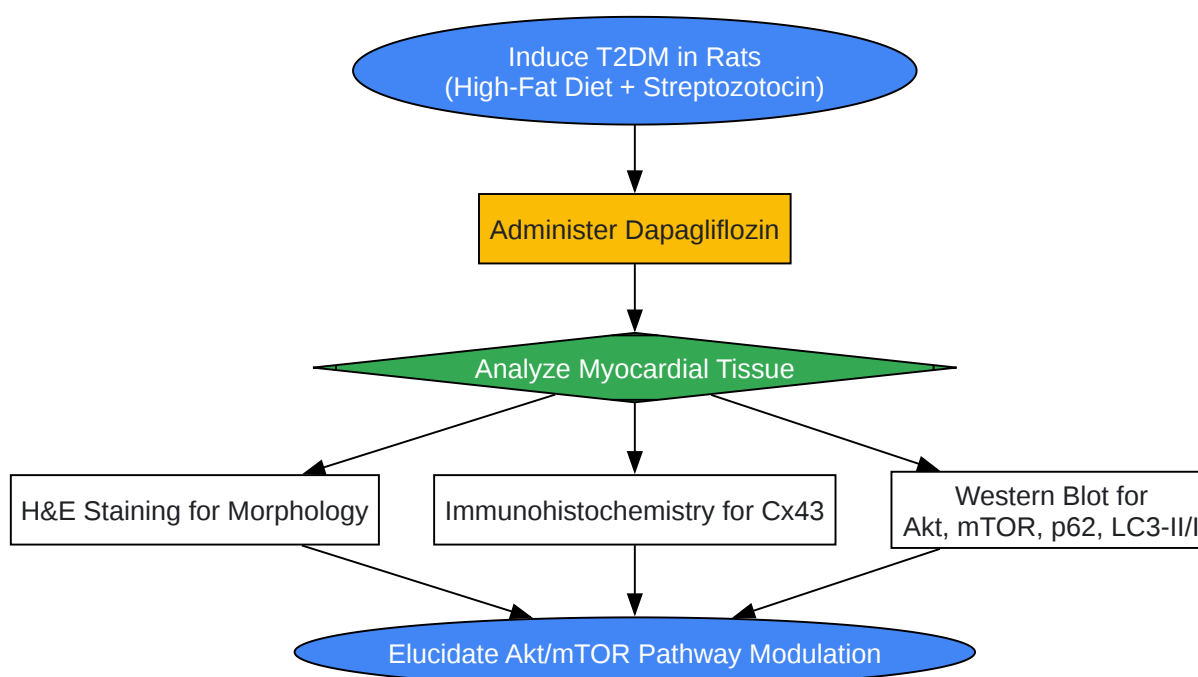 Induce T2DM in Rats
(High-Fat Diet + Streptozotocin)
Administer Dapagliflozin
Analyze Myocardial Tissue
H&E Staining for Morphology
Immunohistochemistry for Cx43
Western Blot for
Akt, mTOR, p62, LC3-II/I
Elucidate Akt/mTOR Pathway Modulation